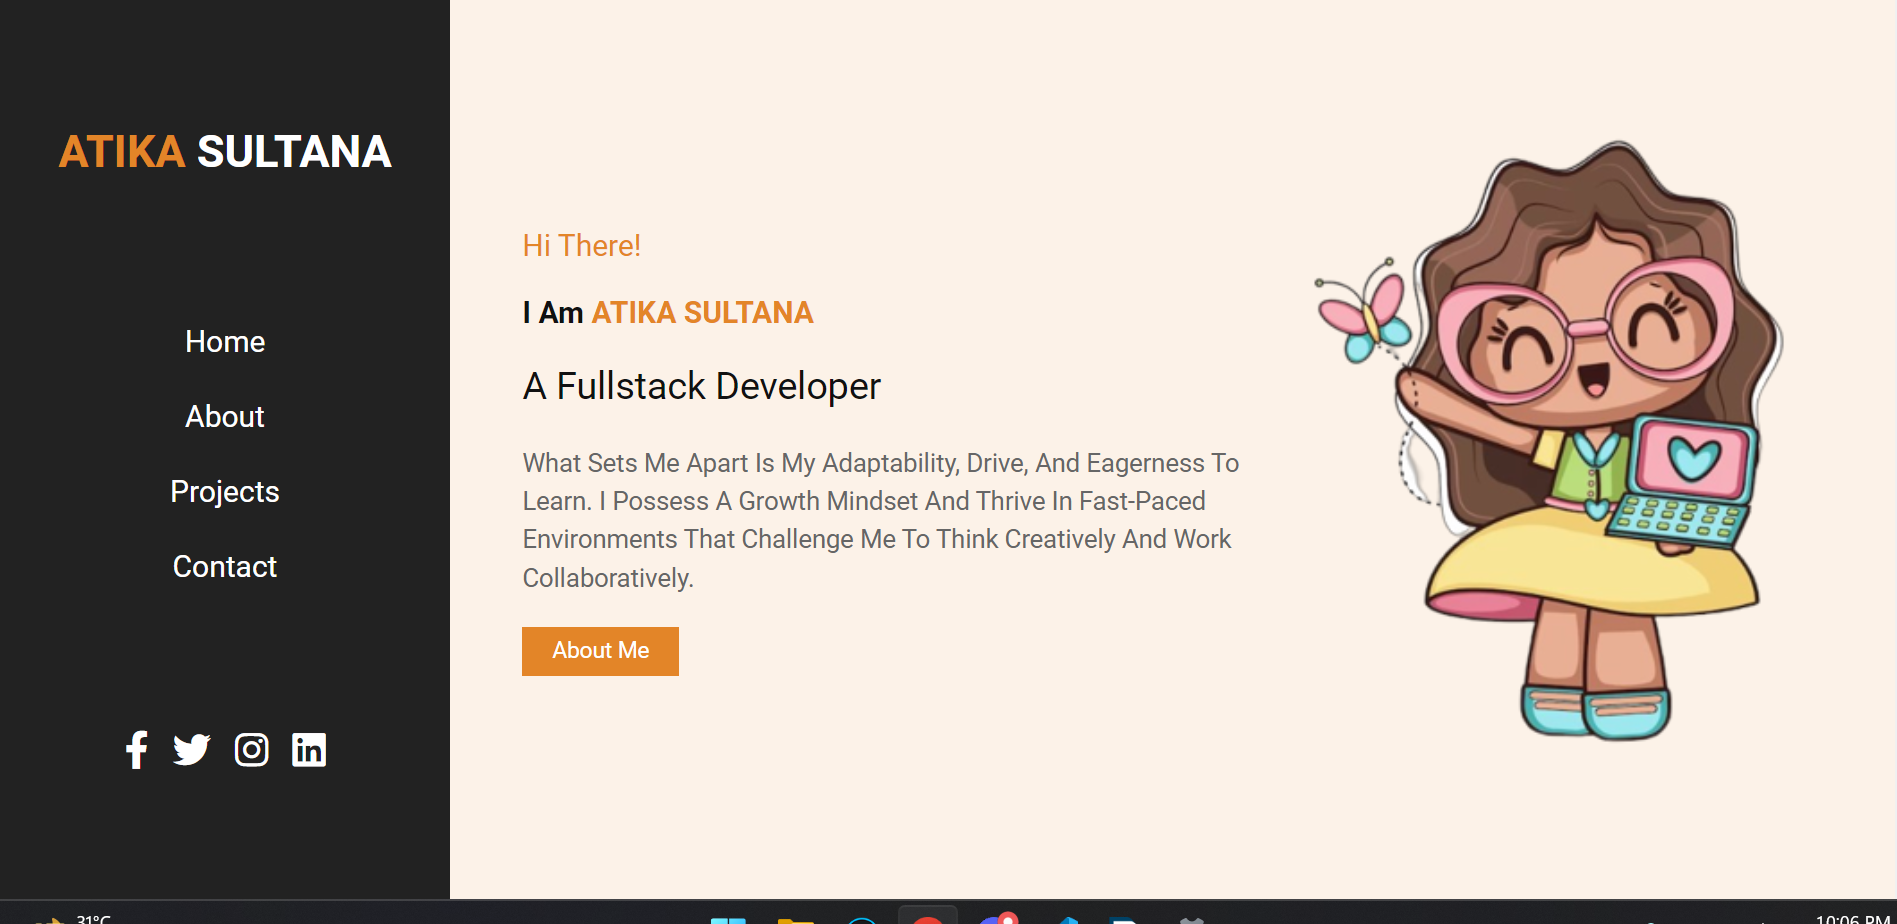 ATIKA SULTANA
Home
About
Projects
Contact
Hi There!
I Am ATIKA SULTANA
A Fullstack Developer
What Sets Me Apart Is My Adaptability, Drive, And Eagerness To
Learn. I Possess A Growth Mindset And Thrive In Fast-Paced
Environments That Challenge Me To Think Creatively And Work
Collaboratively.
About Me
31°C
10:06 PM